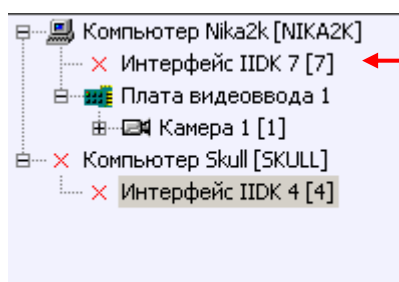 Компьютер Nika2k [NIKA2K]
Интерфейс IIDK 7 [7]
Плата видеоввода 1
Камера 1 [1]
Компьютер Skull [SKULL]
Интерфейс IIDK 4 [4]